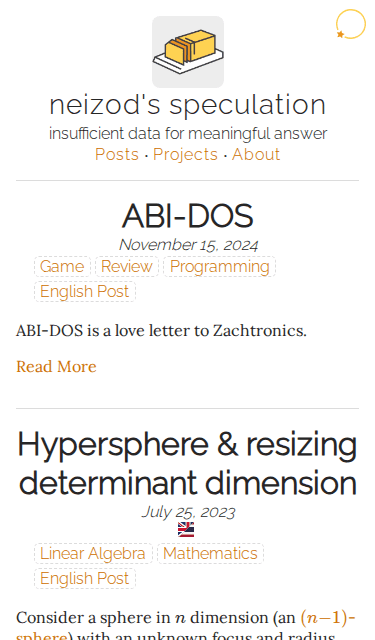 neizod's speculation
insufficient data for meaningful answer
Posts · Projects · About
ABI-DOS
November 15, 2024
Game Review Programming
English Post
ABI-DOS is a love letter to Zachtronics.
Read More
Hypersphere & resizing
determinant dimension
July 25, 2023
Linear Algebra Mathematics
English Post
Consider a sphere in n dimension (an (n−1)-
sphere) with an unknown focus and radius